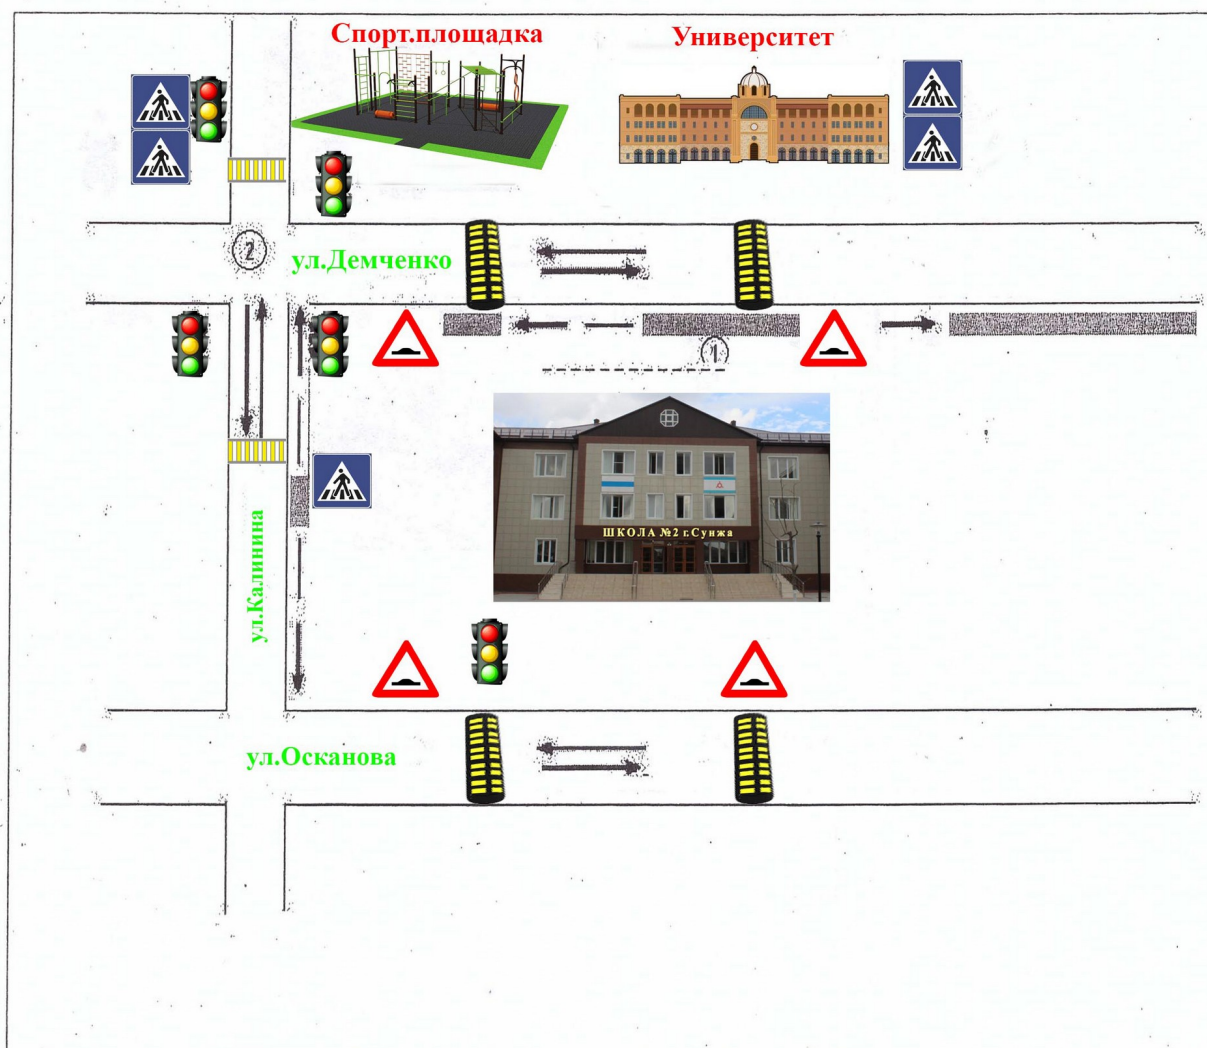 Спорт.площадка
Университет
2
ул.Демченко
1
ШКОЛА №2 г.Сунжа
ул.Калинина
ул.Осканова